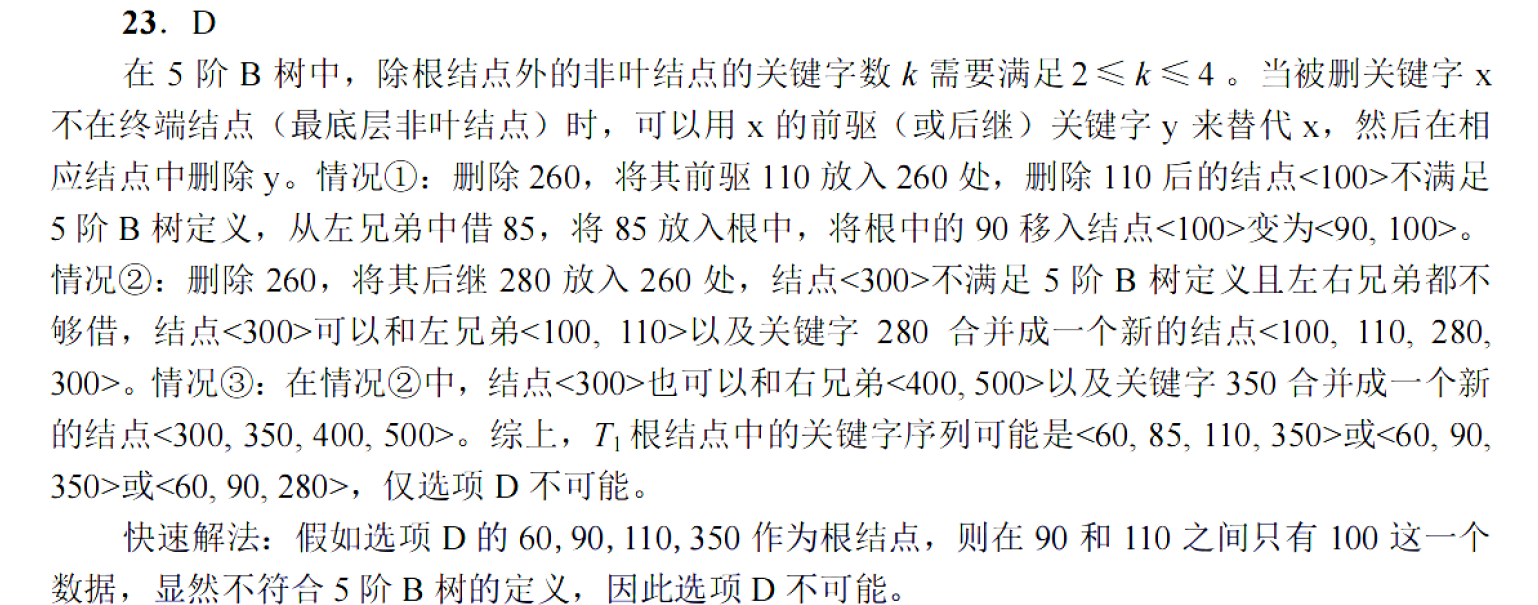 23．D
在 5 阶 B 树中，除根结点外的非叶结点的关键字数 k 需要满足 2≤k≤4 。当被删关键字 x
不在终端结点（最底层非叶结点）时，可以用 x 的前驱（或后继）关键字 y 来替代 x，然后在相
应结点中删除 y。情况①：删除 260，将其前驱 110 放入 260 处，删除 110 后的结点<100>不满足
5 阶 B 树定义，从左兄弟中借 85，将 85 放入根中，将根中的 90 移入结点<100>变为<90, 100>。
情况②：删除 260，将其后继 280 放入 260 处，结点<300>不满足 5 阶 B 树定义且左右兄弟都不
够借，结点<300>可以和左兄弟<100, 110>以及关键字 280 合并成一个新的结点<100, 110, 280,
300>。情况③：在情况②中，结点<300>也可以和右兄弟<400, 500>以及关键字 350 合并成一个新
的结点<300, 350, 400, 500>。综上，T₁ 根结点中的关键字序列可能是<60, 85, 110, 350>或<60, 90,
350>或<60, 90, 280>，仅选项 D 不可能。
快速解法：假如选项 D 的 60, 90, 110, 350 作为根结点，则在 90 和 110 之间只有 100 这一个
数据，显然不符合 5 阶 B 树的定义，因此选项 D 不可能。